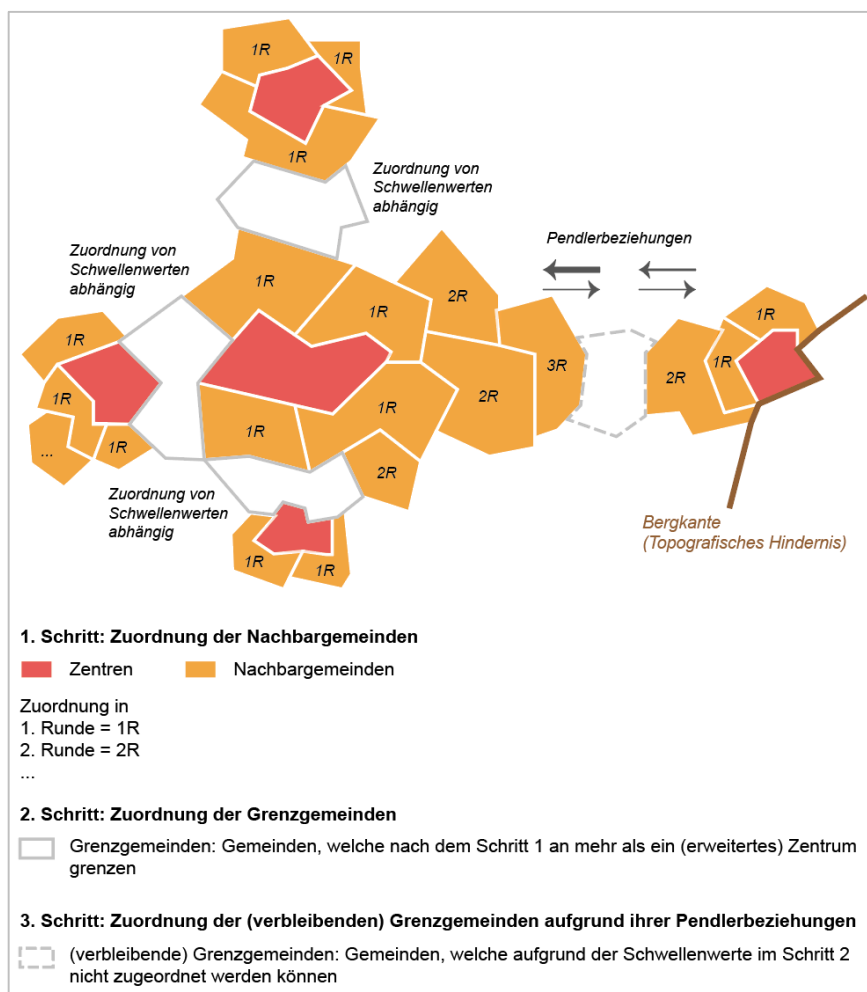 1R
1R
1R
Zuordnung von
Schwellenwerten
abhängig
Zuordnung von
Schwellenwerten
abhängig
Pendlerbeziehungen
1R
1R
2R
1R
1R
3R
2R
1R
2R
1R
1R
1R
1R
...
1R
2R
Zuordnung von
Schwellenwerten
abhängig
1R
1R
Bergkante
(Topografisches Hindernis)
1. Schritt: Zuordnung der Nachbargemeinden
Zentren
Nachbargemeinden
Zuordnung in
1. Runde = 1R
2. Runde = 2R
...
2. Schritt: Zuordnung der Grenzgemeinden
Grenzgemeinden: Gemeinden, welche nach dem Schritt 1 an mehr als ein (erweitertes) Zentrum
grenzen
3. Schritt: Zuordnung der (verbleibenden) Grenzgemeinden aufgrund ihrer Pendlerbeziehungen
(verbleibende) Grenzgemeinden: Gemeinden, welche aufgrund der Schwellenwerte im Schritt 2
nicht zugeordnet werden können